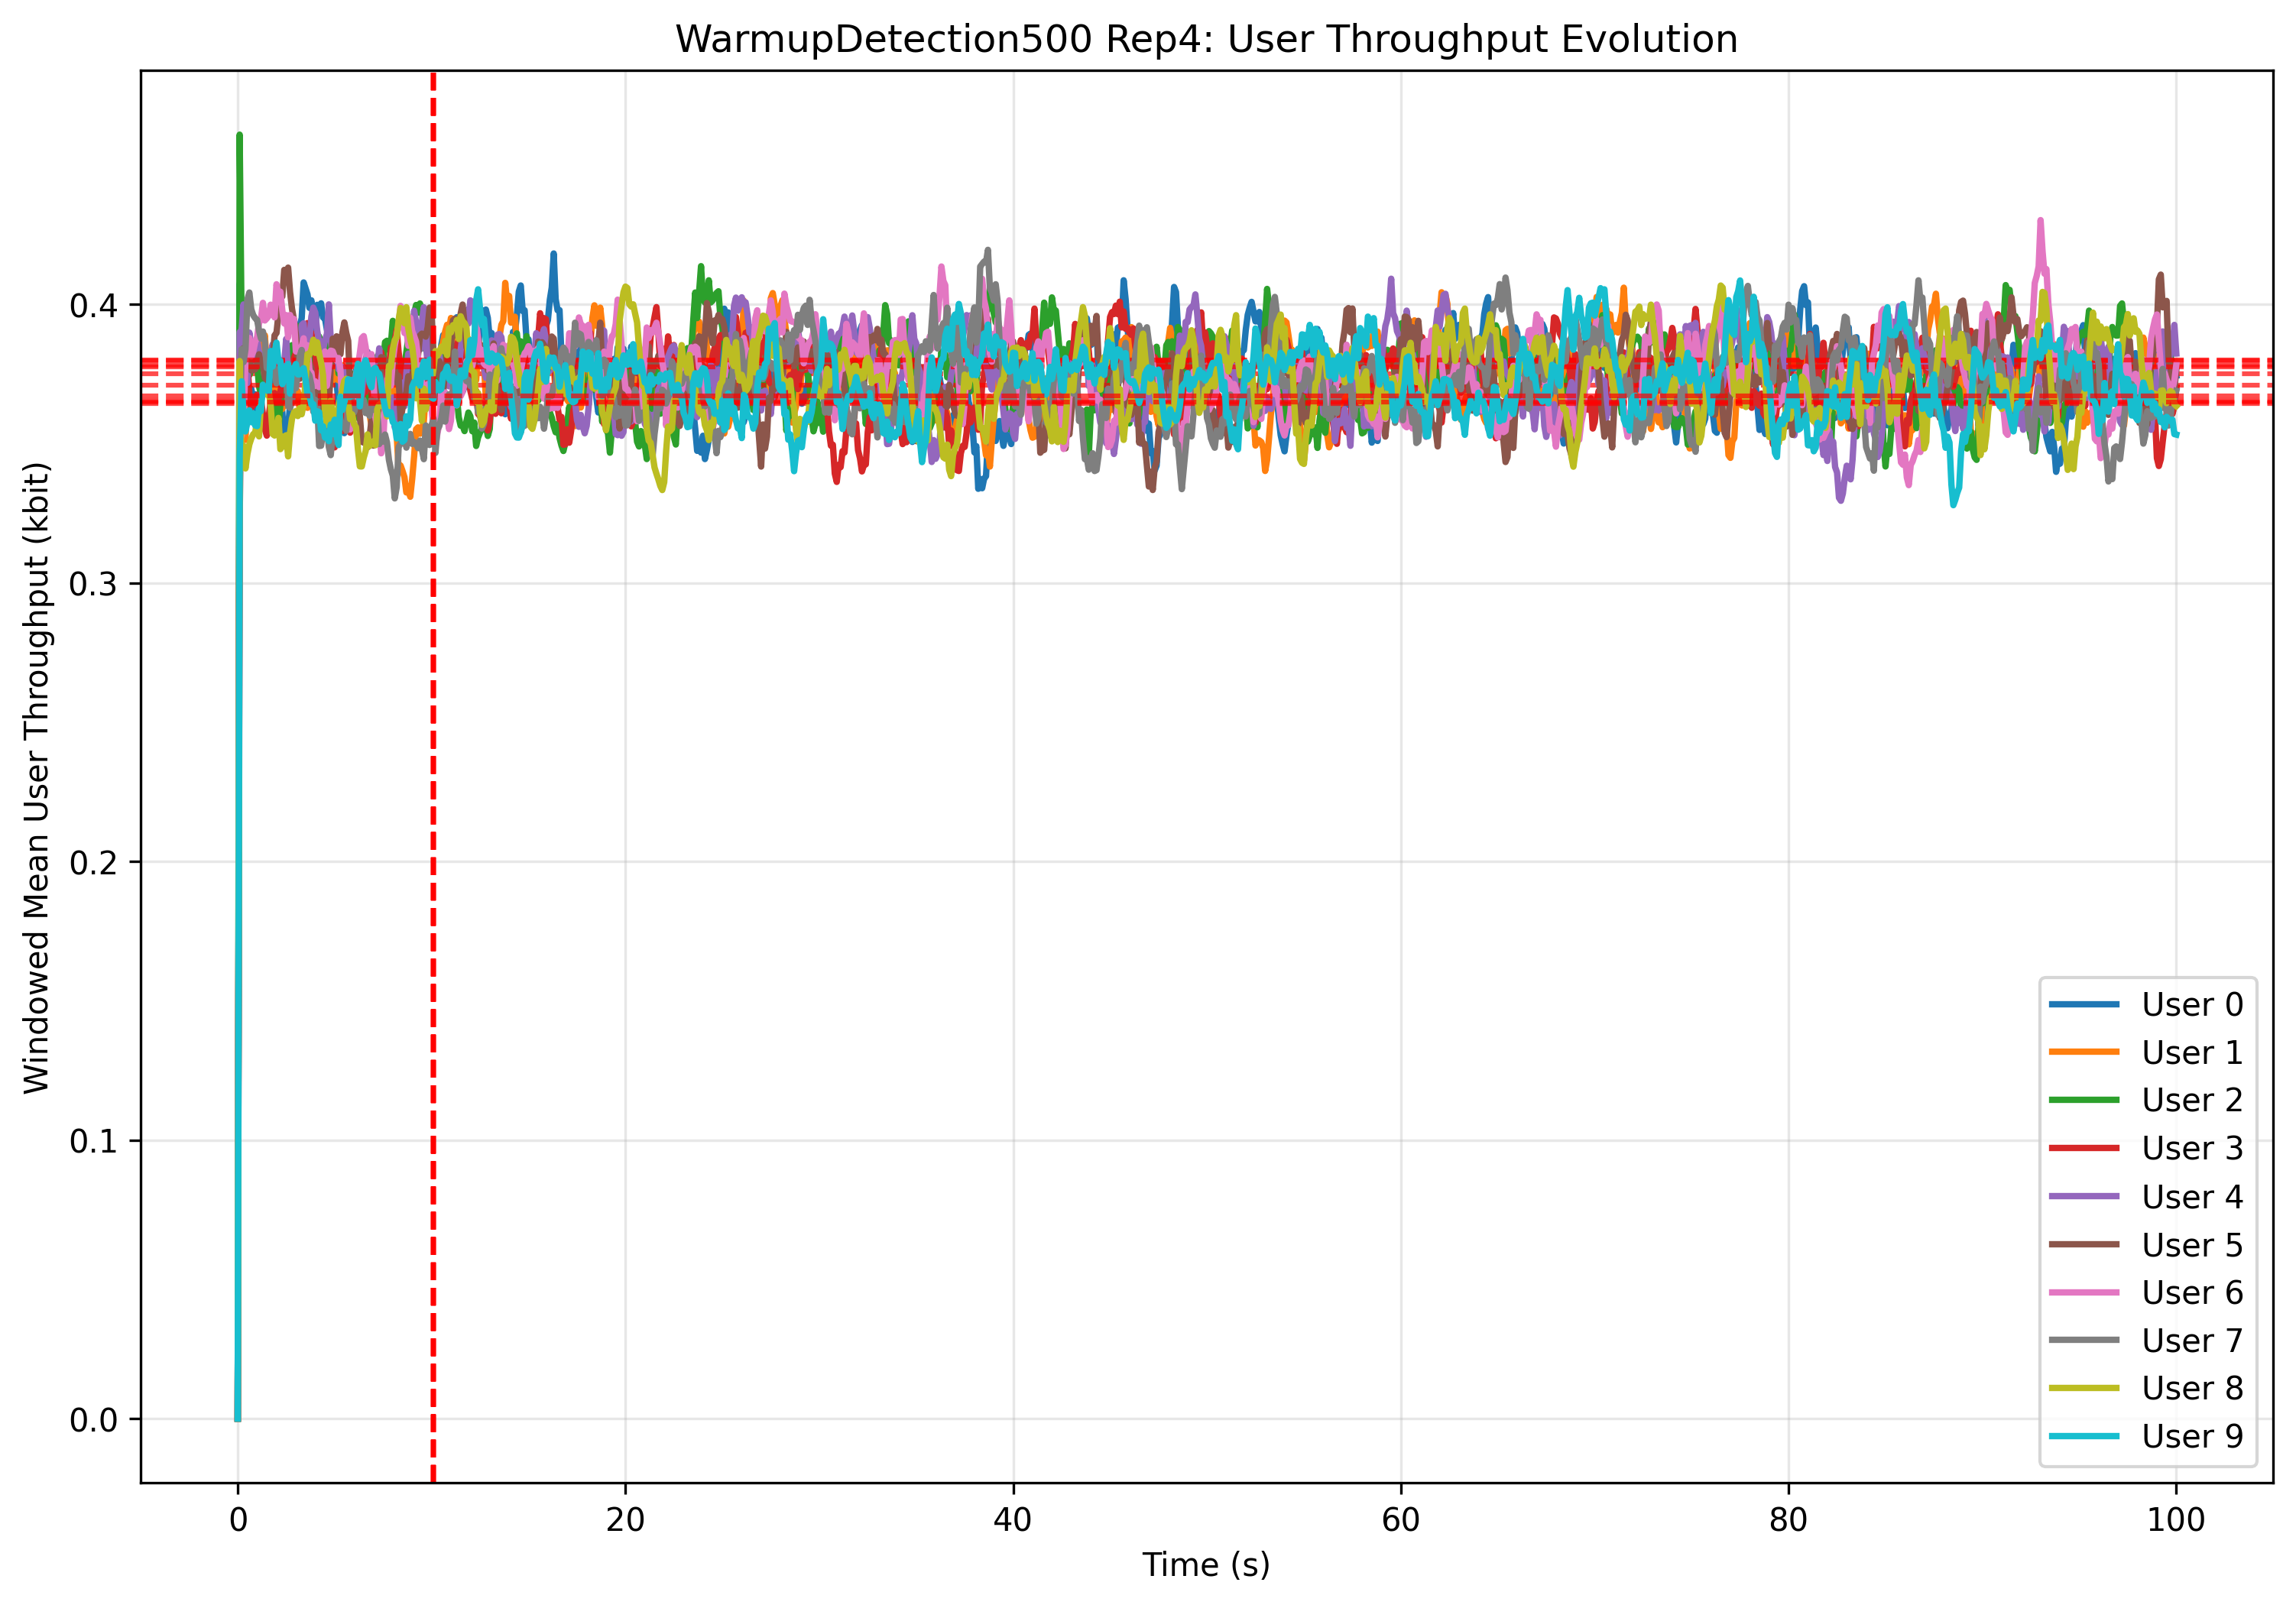 WarmupDetection500 Rep4: User Throughput Evolution
Windowed Mean User Throughput (kbit)
0.4
0.3
0.2
0.1
0.0
0 20 40 60 80 100
Time (s)
User 0
User 1
User 2
User 3
User 4
User 5
User 6
User 7
User 8
User 9